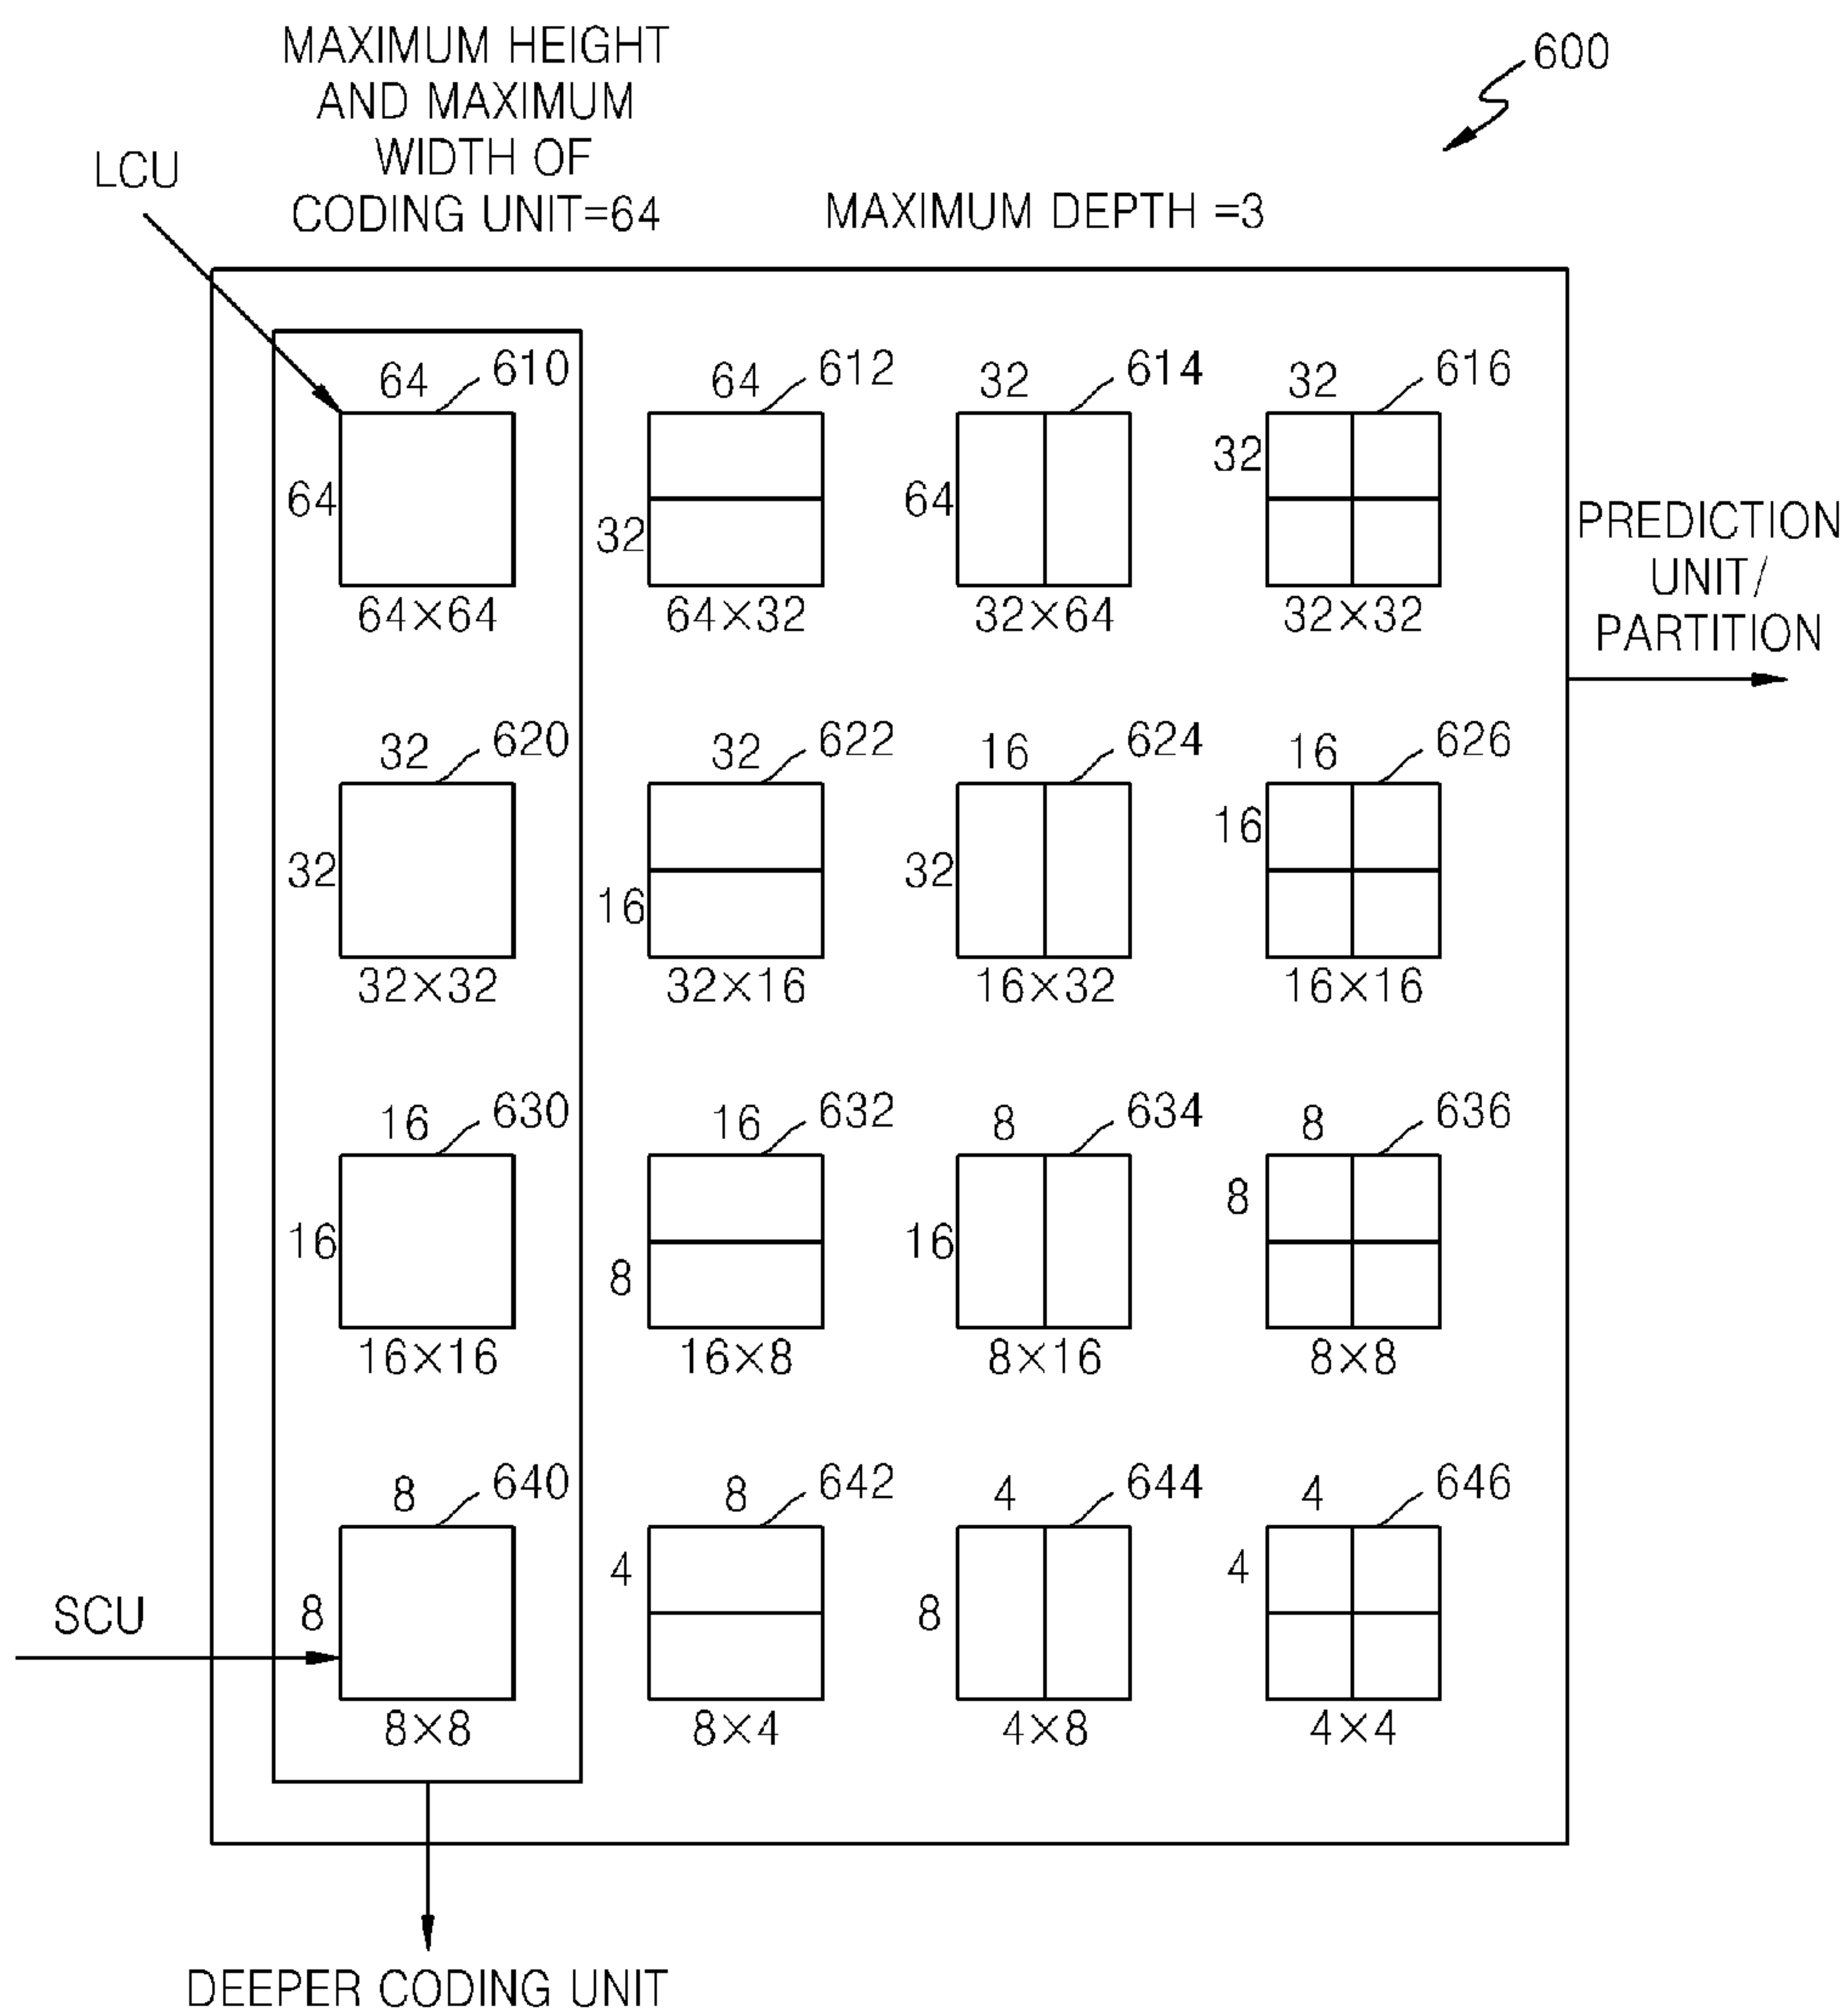 MAXIMUM HEIGHT
AND MAXIMUM
WIDTH OF
CODING UNIT=64
MAXIMUM DEPTH =3
600
LCU
64 610 64 612 32 614 32 616
64 32 64 32
64×64 64×32 32×64 32×32
PREDICTION
UNIT/
PARTITION
32 620 32 622 16 624 16 626
32 16 32 16
32×32 32×16 16×32 16×16
16 630 16 632 8 634 8 636
16 8 16 8
16×16 16×8 8×16 8×8
8 640 8 642 4 644 4 646
8 4 8 4
SCU
8×8 8×4 4×8 4×4
DEEPER CODING UNIT